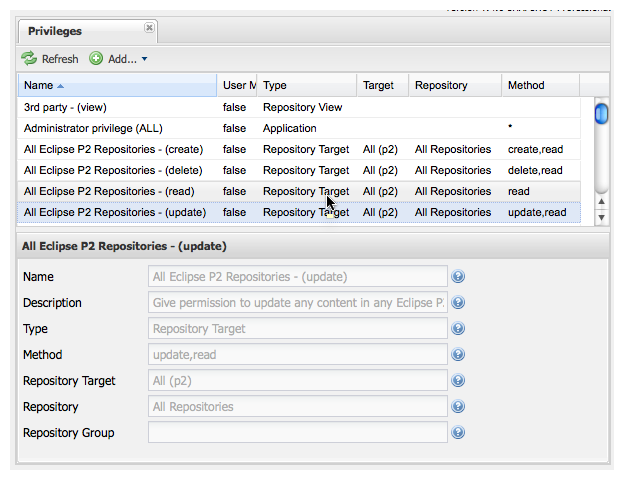 Privileges
Refresh Add...
Name User M Type Target Repository Method
3rd party - (view) false Repository View
Administrator privilege (ALL) false Application *
All Eclipse P2 Repositories - (create) false Repository Target All (p2) All Repositories create,read
All Eclipse P2 Repositories - (delete) false Repository Target All (p2) All Repositories delete,read
All Eclipse P2 Repositories - (read) false Repository Target All (p2) All Repositories read
All Eclipse P2 Repositories - (update) false Repository Target All (p2) All Repositories update,read
All Eclipse P2 Repositories - (update)
Name All Eclipse P2 Repositories - (update)
Description Give permission to update any content in any Eclipse P
Type Repository Target
Method update,read
Repository Target All (p2)
Repository All Repositories
Repository Group